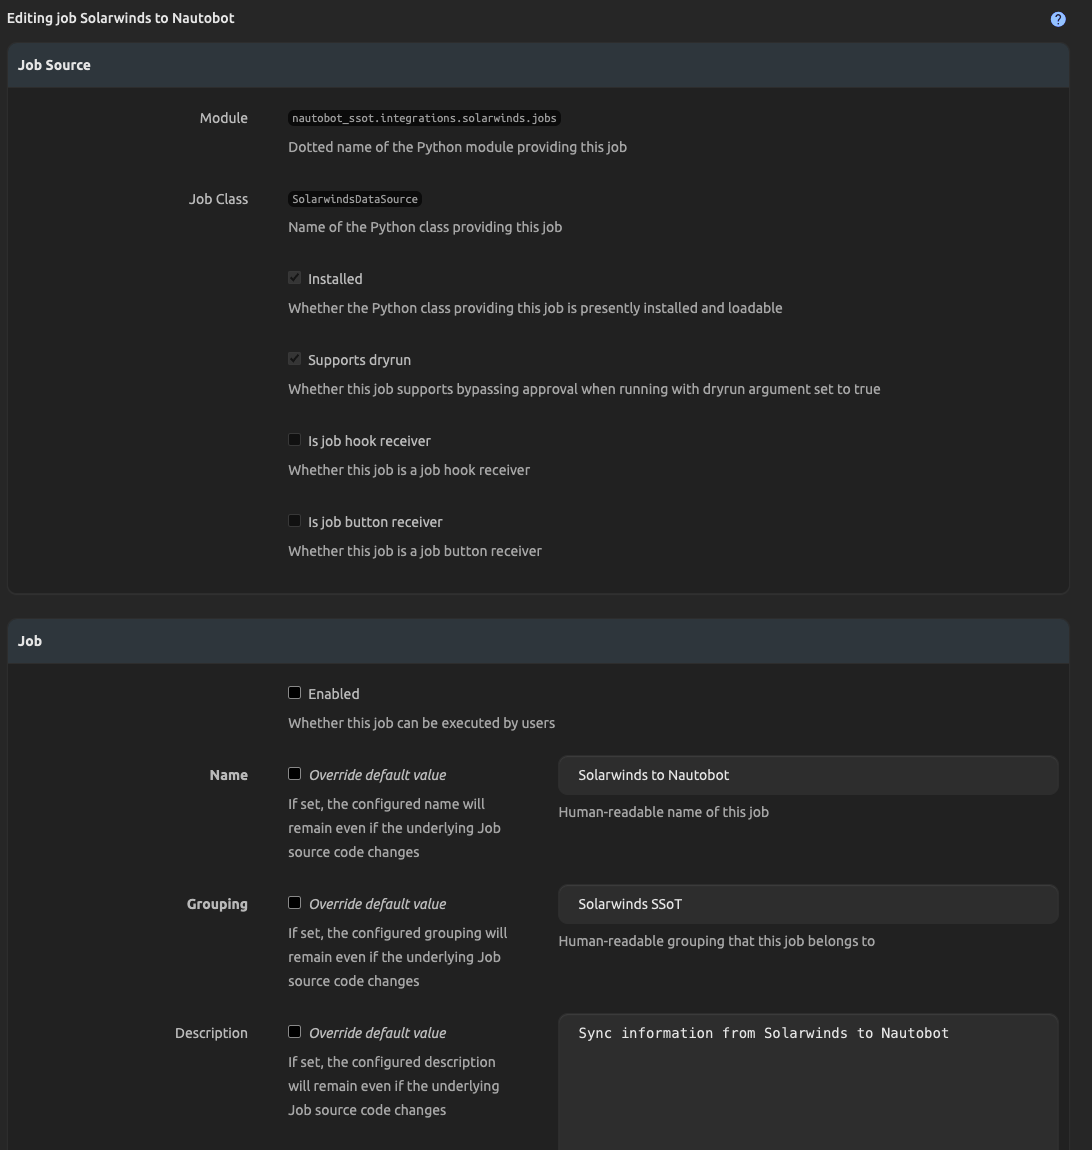 Editing job Solarwinds to Nautobot
?
Job Source
Module
nautobot_ssot.integrations.solarwinds.jobs
Dotted name of the Python module providing this job
Job Class
SolarwindsDataSource
Name of the Python class providing this job
Installed
Whether the Python class providing this job is presently installed and loadable
Supports dryrun
Whether this job supports bypassing approval when running with dryrun argument set to true
Is job hook receiver
Whether this job is a job hook receiver
Is job button receiver
Whether this job is a job button receiver
Job
Enabled
Whether this job can be executed by users
Name
Override default value
If set, the configured name will
remain even if the underlying Job
source code changes
Solarwinds to Nautobot
Human-readable name of this job
Grouping
Override default value
If set, the configured grouping will
remain even if the underlying Job
source code changes
Solarwinds SSoT
Human-readable grouping that this job belongs to
Description
Override default value
If set, the configured description
will remain even if the underlying
Job source code changes
Sync information from Solarwinds to Nautobot